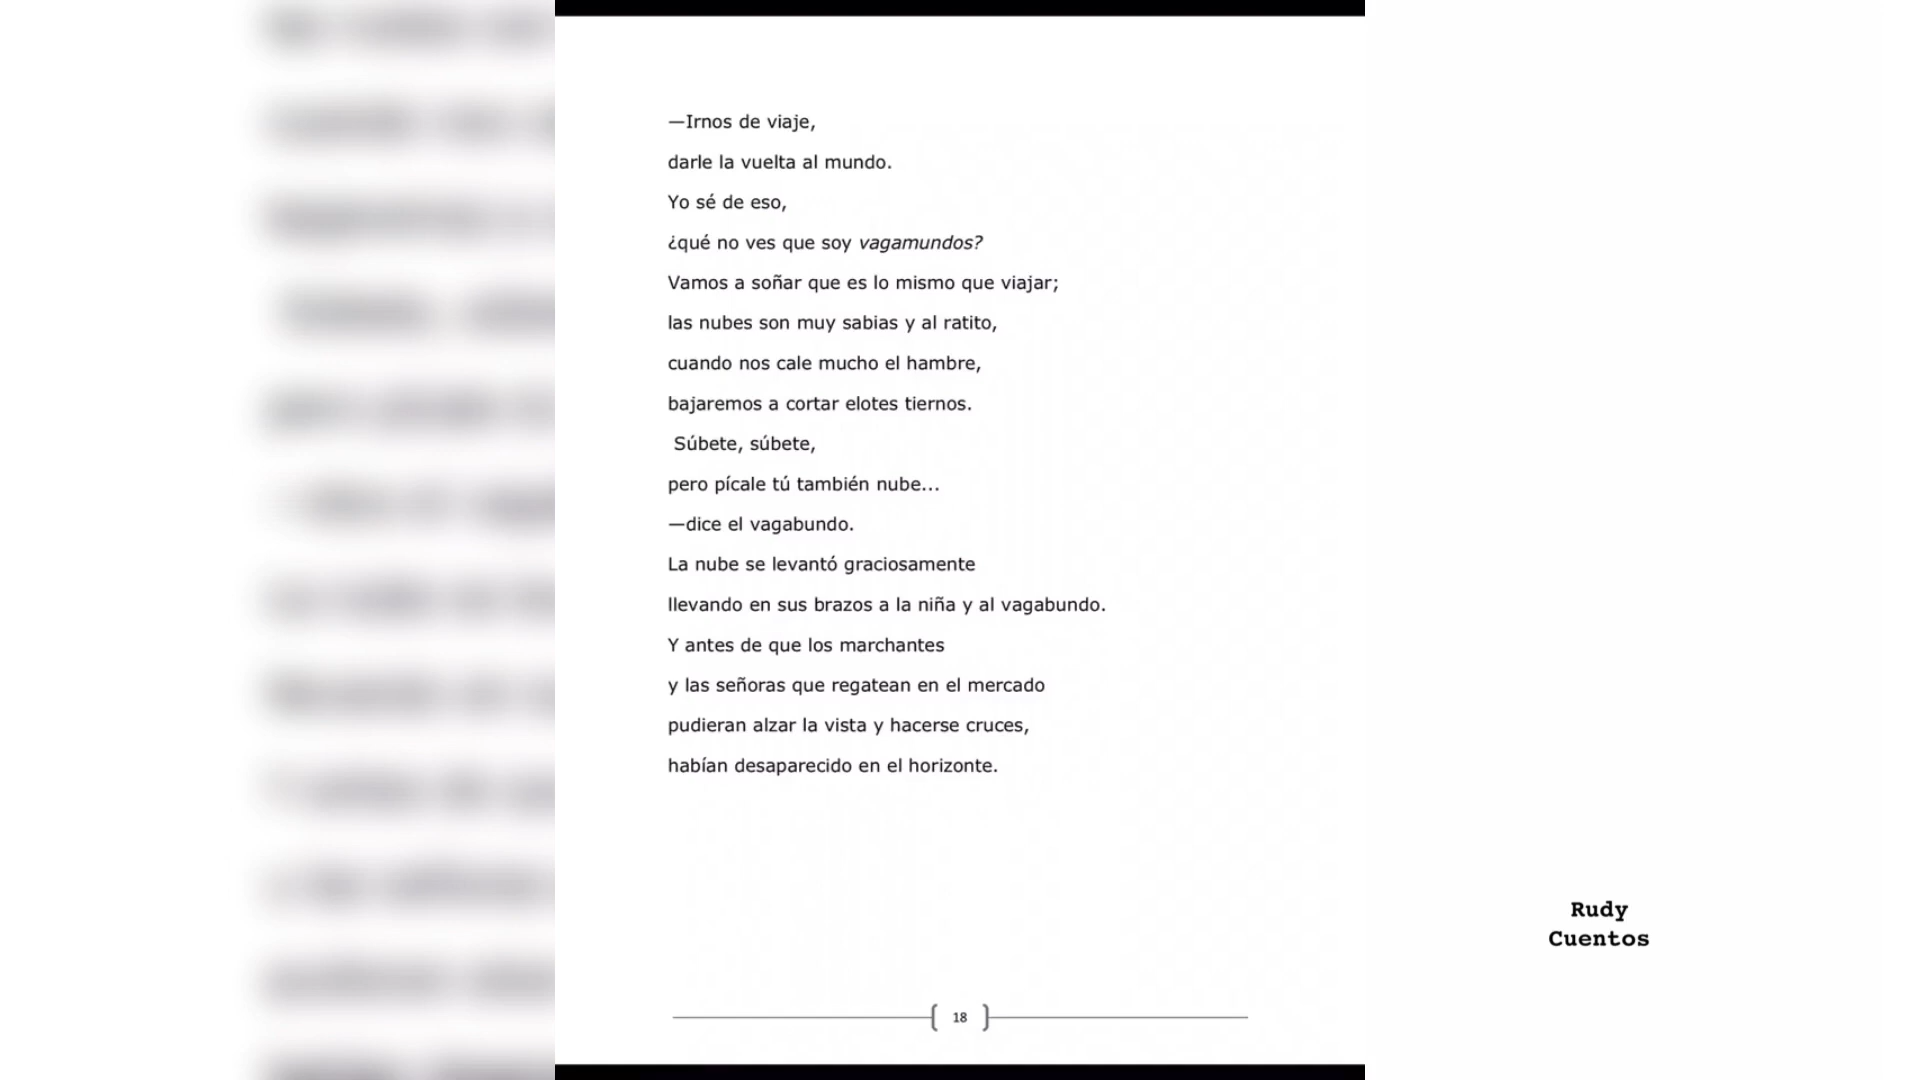 —Irnos de viaje,
darle la vuelta al mundo.
Yo sé de eso,
¿qué no ves que soy vagamundos?
Vamos a soñar que es lo mismo que viajar;
las nubes son muy sabias y al ratito,
cuando nos cale mucho el hambre,
bajaremos a cortar elotes tiernos.
Súbete, súbete,
pero pícale tú también nube...
—dice el vagabundo.
La nube se levantó graciosamente
llevando en sus brazos a la niña y al vagabundo.
Y antes de que los marchantes
y las señoras que regatean en el mercado
pudieran alzar la vista y hacerse cruces,
habían desaparecido en el horizonte.
18
Rudy
Cuentos